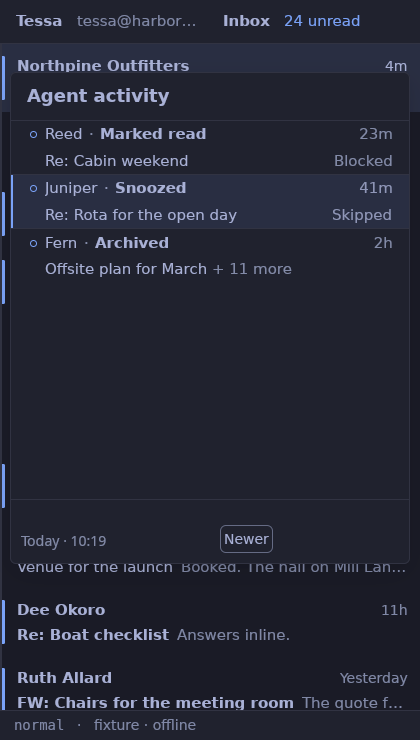 Tessa tessa@harbor… Inbox 24 unread
Northpine Outfitters 4m
Agent activity
Reed · Marked read 23m
Re: Cabin weekend Blocked
Juniper · Snoozed 41m
Re: Rota for the open day Skipped
Fern · Archived 2h
Offsite plan for March + 11 more
Today · 10:19 Newer
Venue for the launch Booked. The hall on Mill Lan…
Dee Okoro 11h
Re: Boat checklist Answers inline.
Ruth Allard Yesterday
FW: Chairs for the meeting room The quote f…
normal · fixture · offline